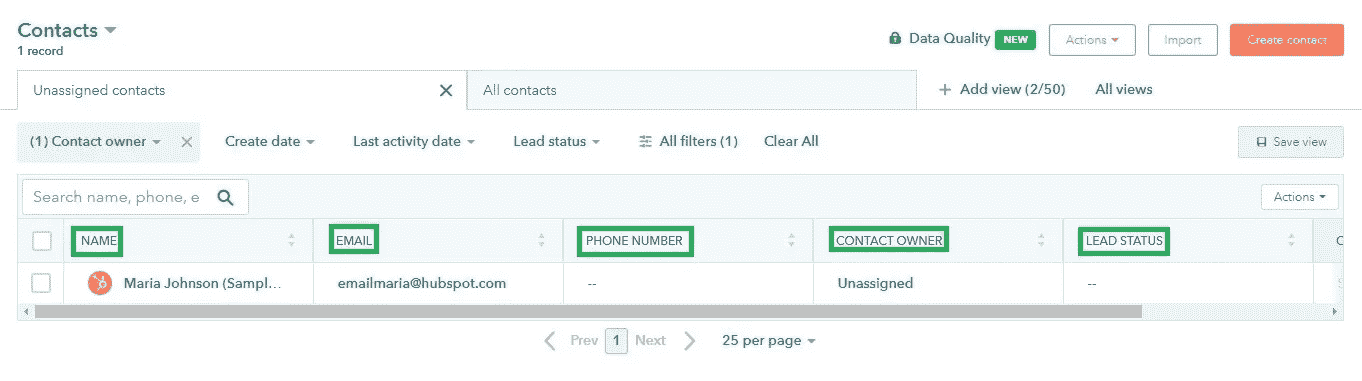 Contacts
1 record
Data Quality NEW Actions Import Create contact
Unassigned contacts All contacts + Add view (2/50) All views
(1) Contact owner Create date Last activity date Lead status All filters (1) Clear All Save view
Search name, phone, e Actions
NAME EMAIL PHONE NUMBER CONTACT OWNER LEAD STATUS
Maria Johnson (Sampl... emailmaria@hubspot.com -- Unassigned --
Prev 1 Next 25 per page